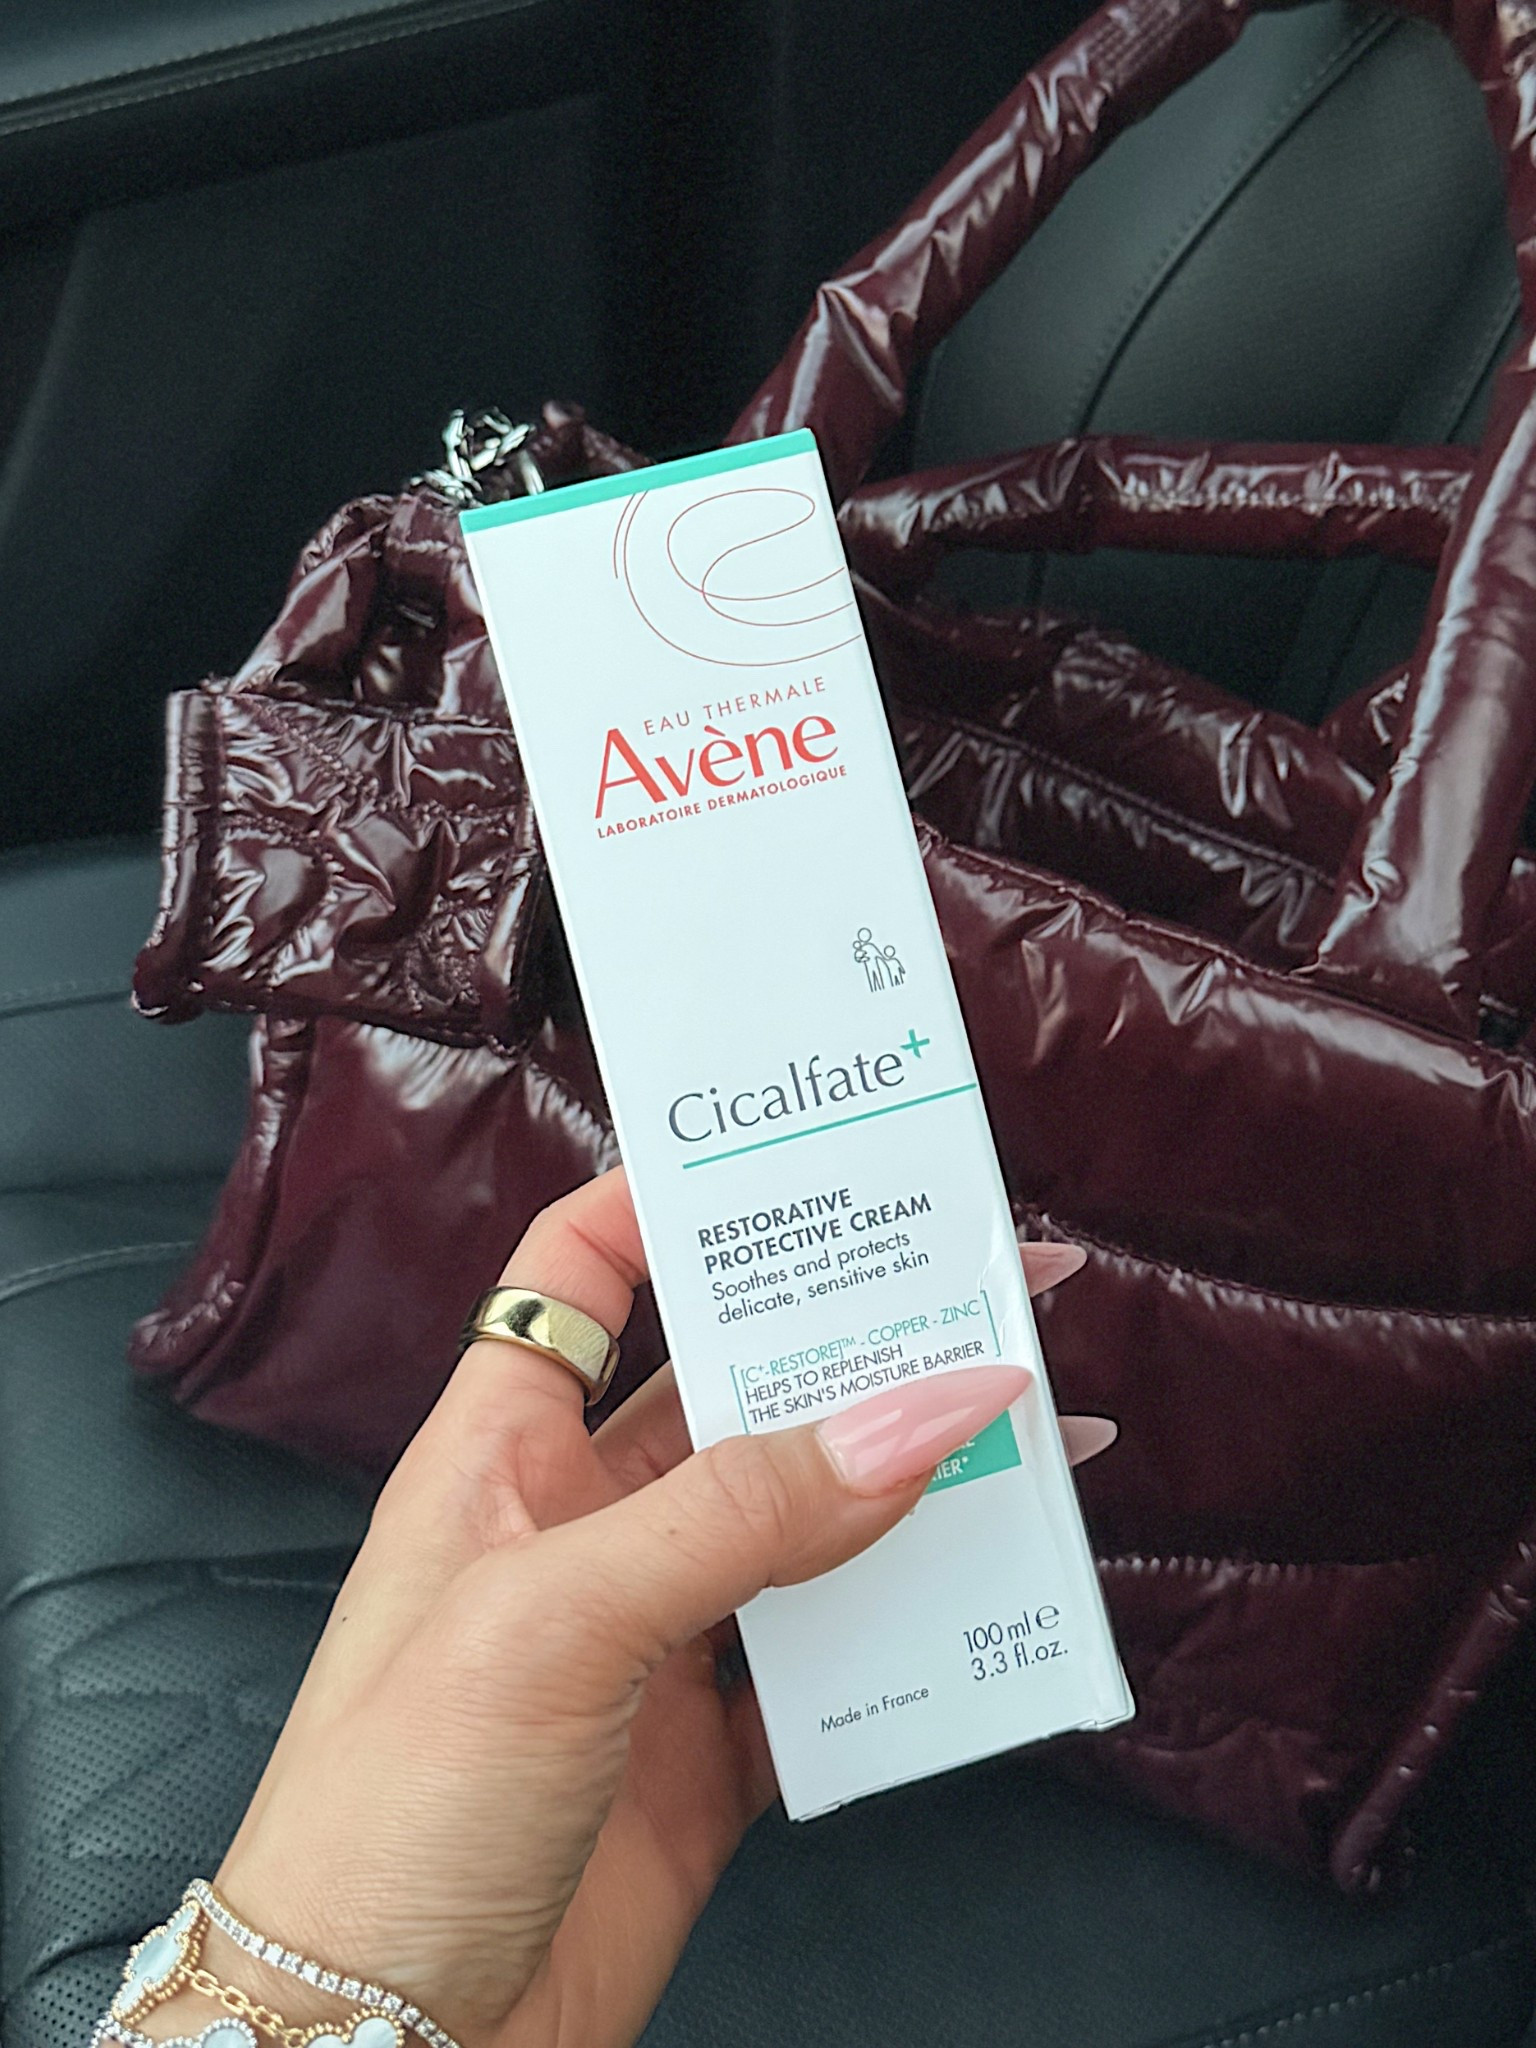 EAU THERMALE
Avène
LABORATOIRE DERMATOLOGIQUE
Cicalfate+
RESTORATIVE
PROTECTIVE CREAM
Soothes and protects
delicate, sensitive skin
[C+-RESTORE]™ - COPPER - ZINC
HELPS TO REPLENISH
THE SKIN'S MOISTURE BARRIER
100 ml ℮
3.3 fl.oz.
Made in France